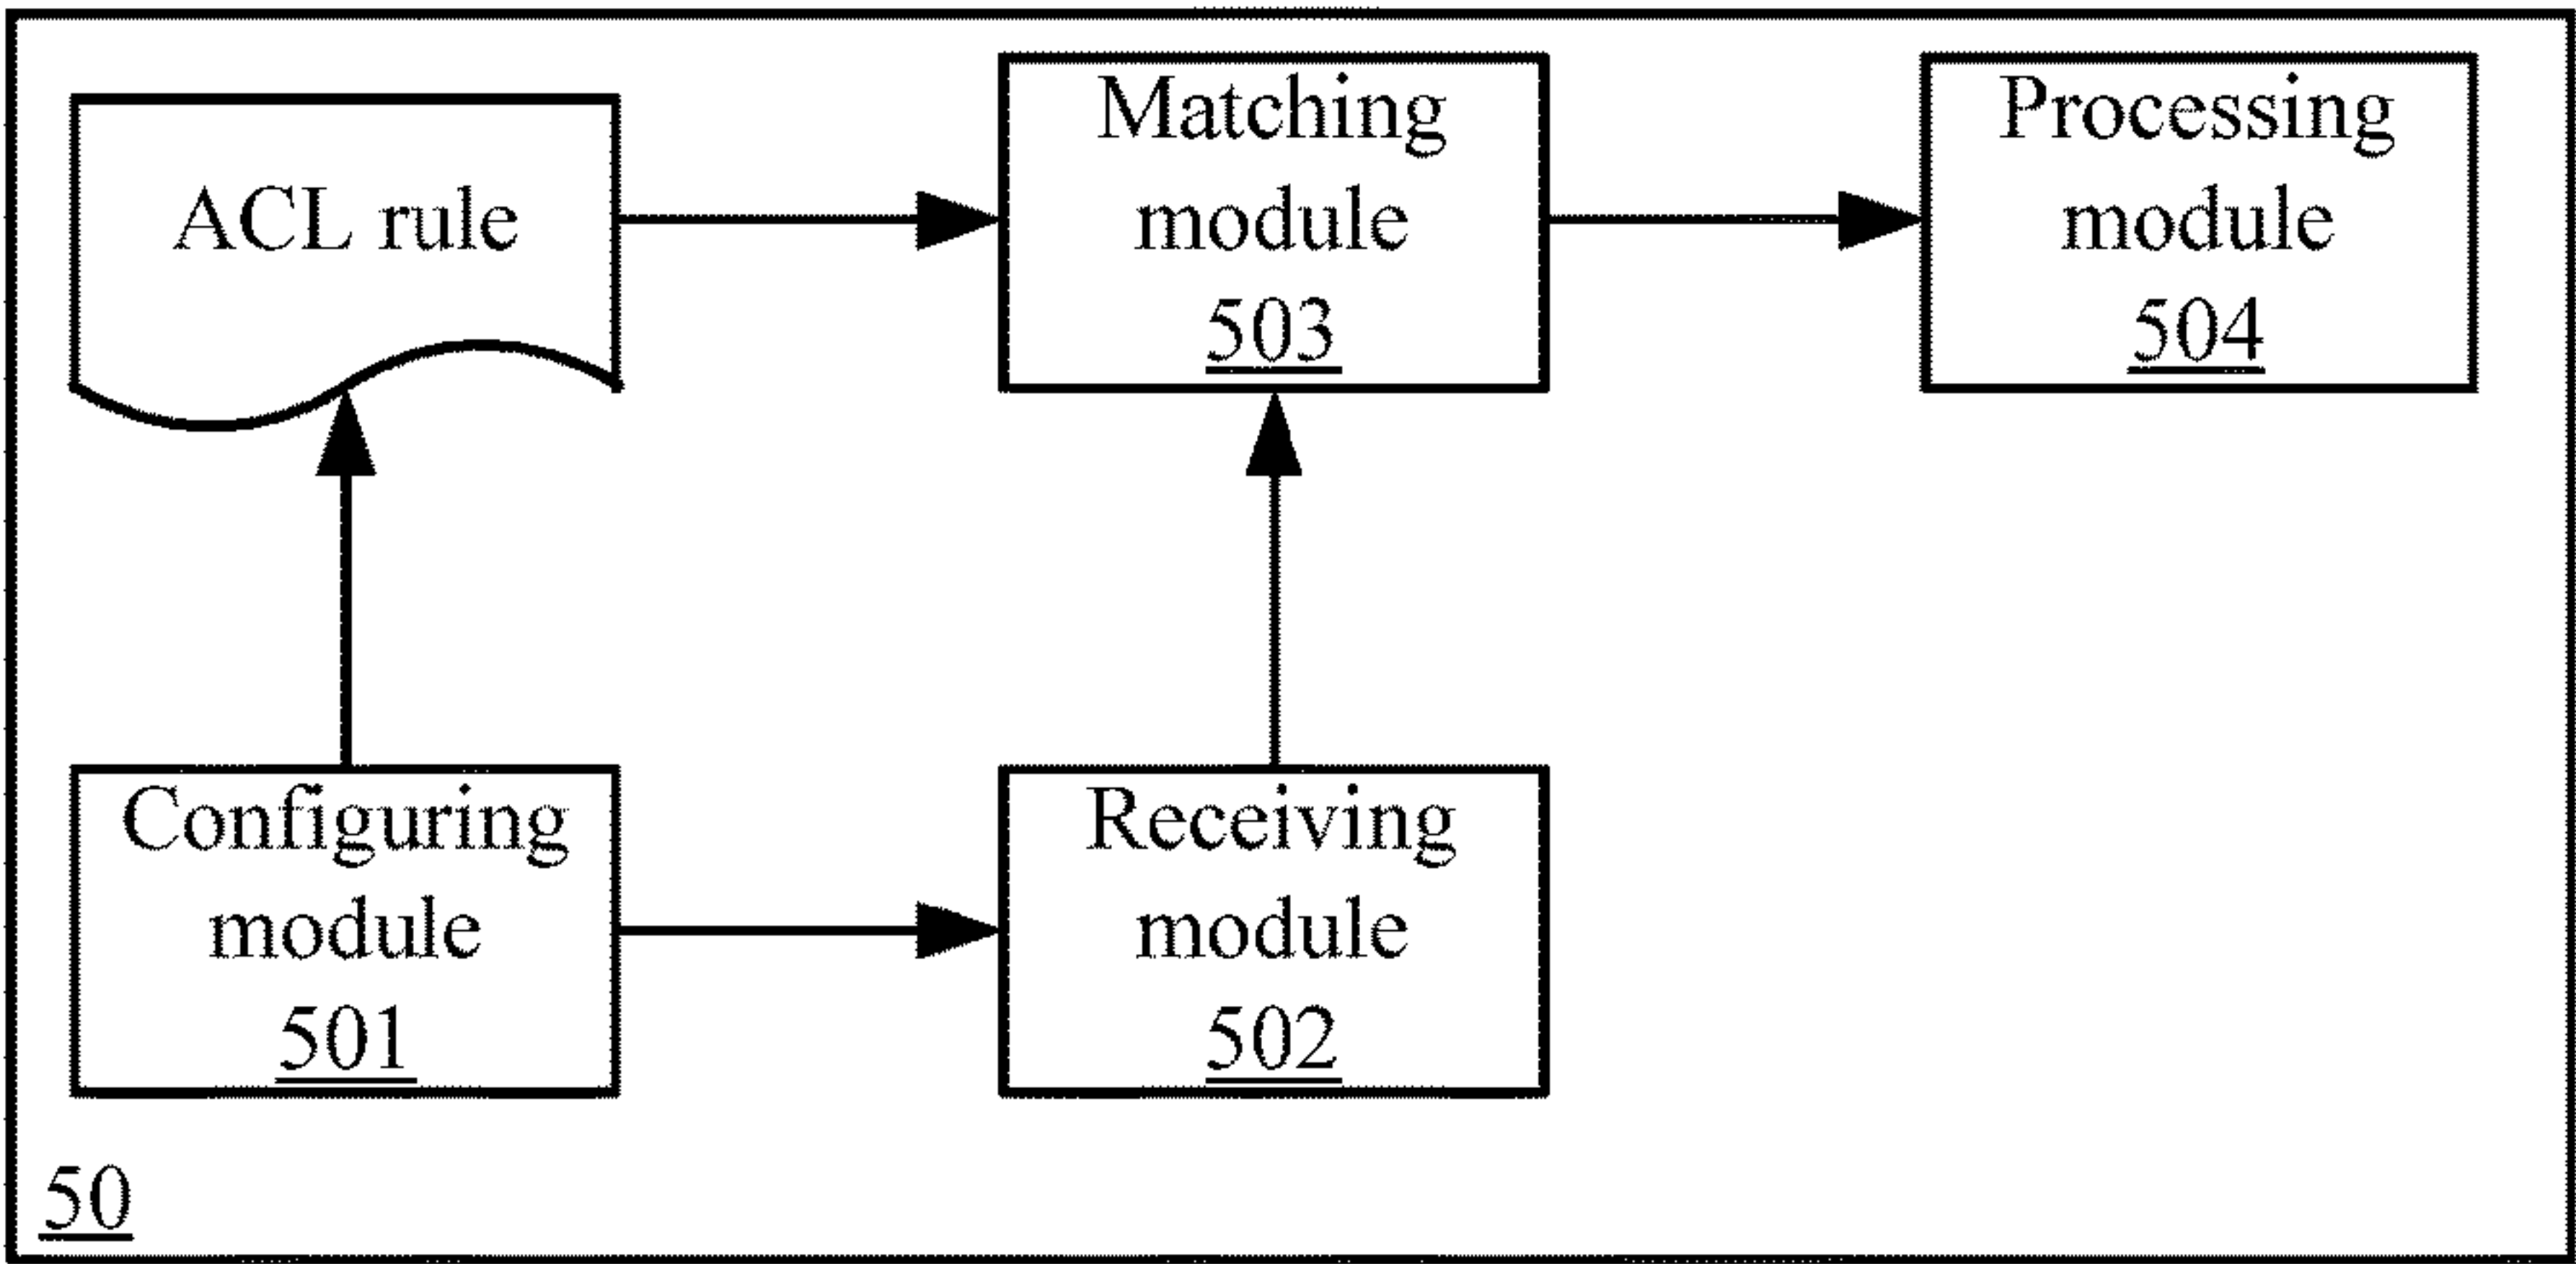 ACL rule
Matching
module
503
Processing
module
504
Configuring
module
501
Receiving
module
502
50